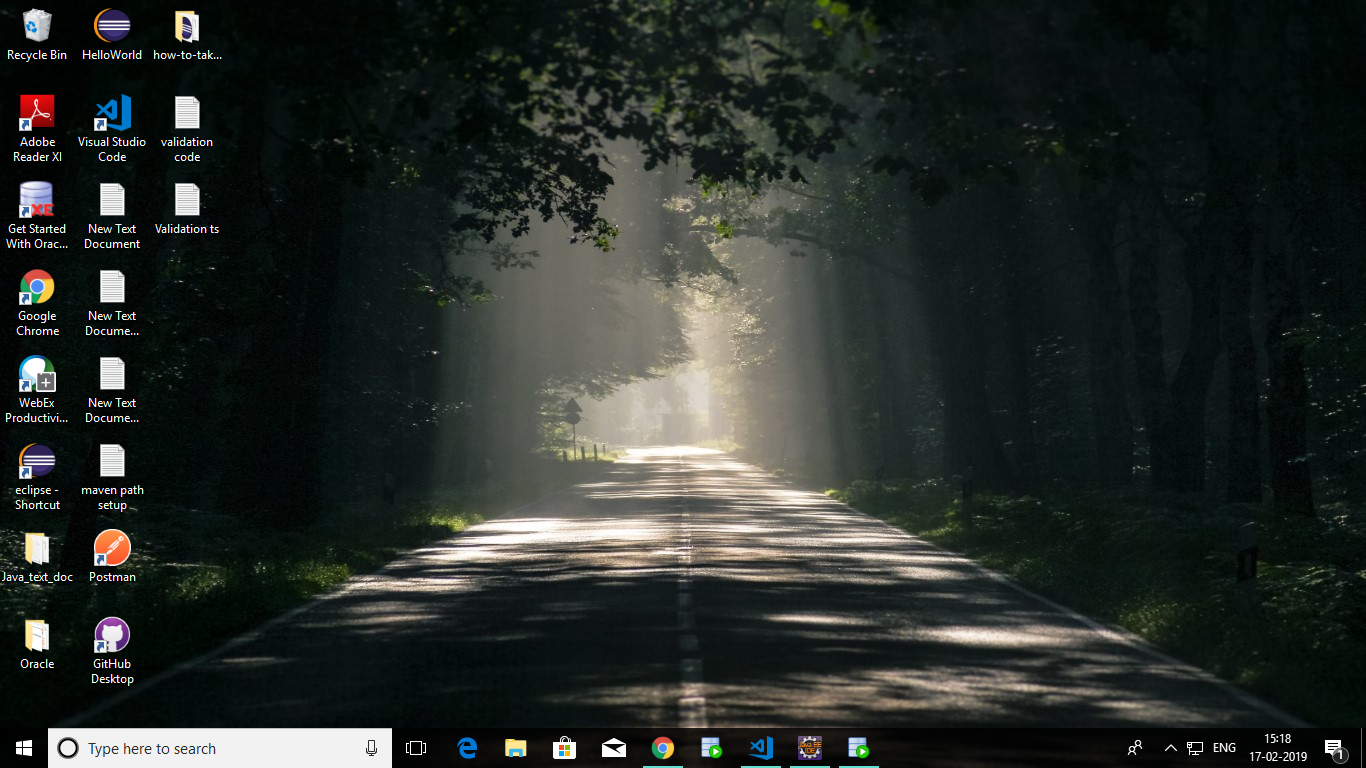 Recycle Bin
HelloWorld
how-to-tak...
Adobe
Reader XI
Visual Studio
Code
validation
code
Get Started
With Orac...
New Text
Document
Validation ts
Google
Chrome
New Text
Docume...
WebEx
Productivi...
New Text
Docume...
eclipse -
Shortcut
maven path
setup
Java_text_doc
Postman
Oracle
GitHub
Desktop
Type here to search
ENG
15:18
17-02-2019
1